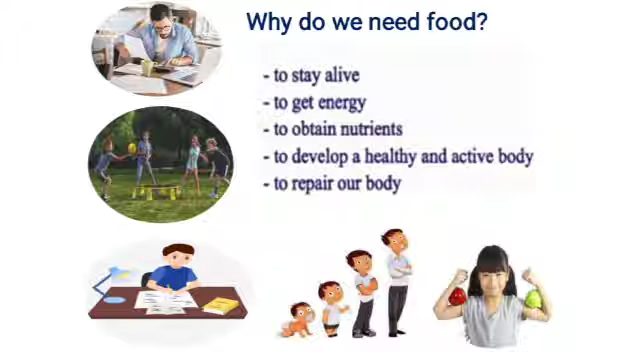 Why do we need food?
- to stay alive
- to get energy
- to obtain nutrients
- to develop a healthy and active body
- to repair our body